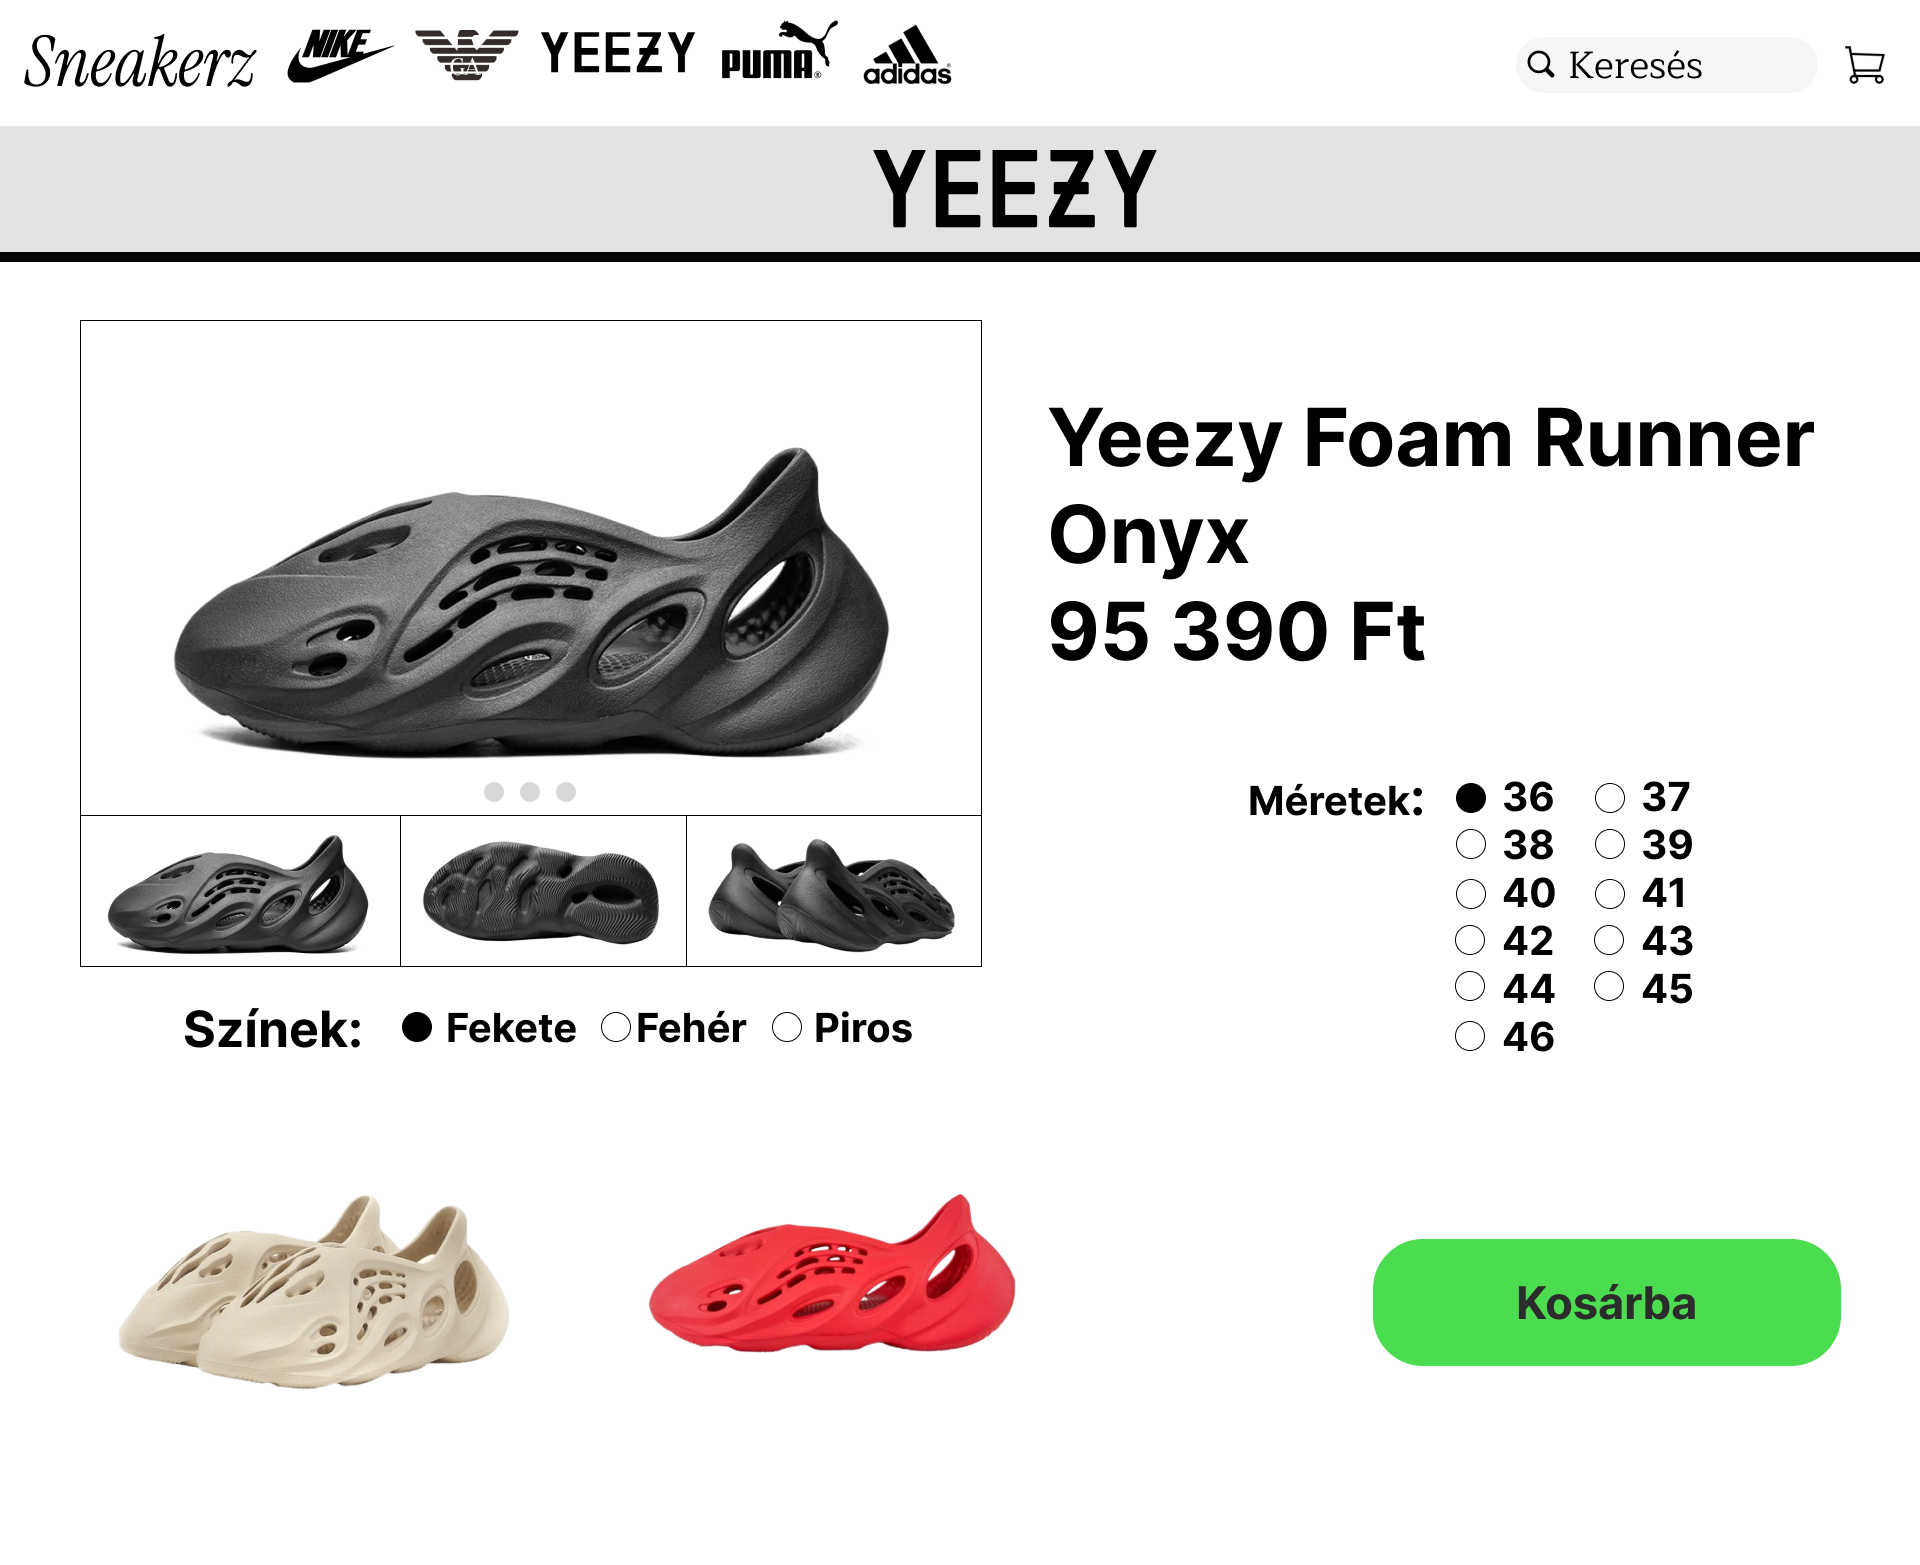 Sneakerz NIKE GA YEEZY PUMA® adidas® Keresés
YEEZY
Yeezy Foam Runner
Onyx
95 390 Ft
Méretek: 36 37
38 39
40 41
42 43
44 45
46
Színek: Fekete Fehér Piros
Kosárba